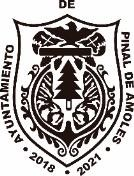 AYUNTAMIENTO
DE
PINAL DE AMOLES
2018 - 2021